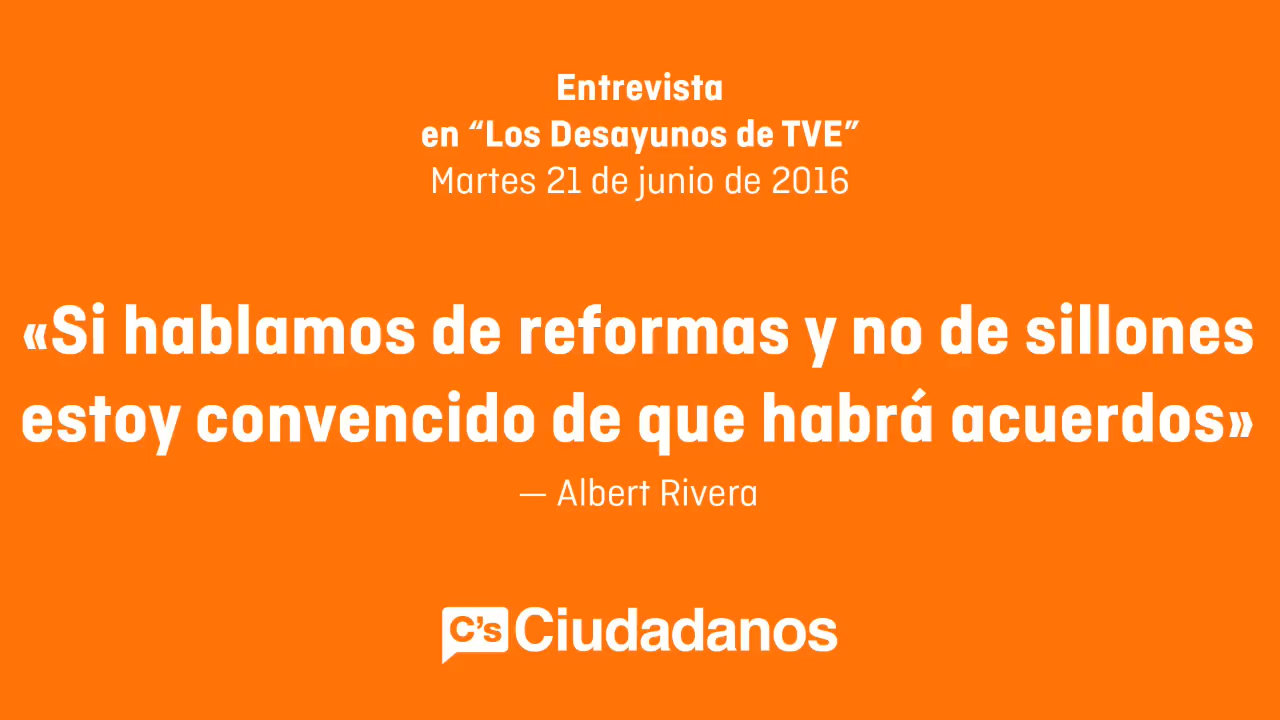 Entrevista
en “Los Desayunos de TVE”
Martes 21 de junio de 2016
«Si hablamos de reformas y no de sillones
estoy convencido de que habrá acuerdos»
— Albert Rivera
C's Ciudadanos